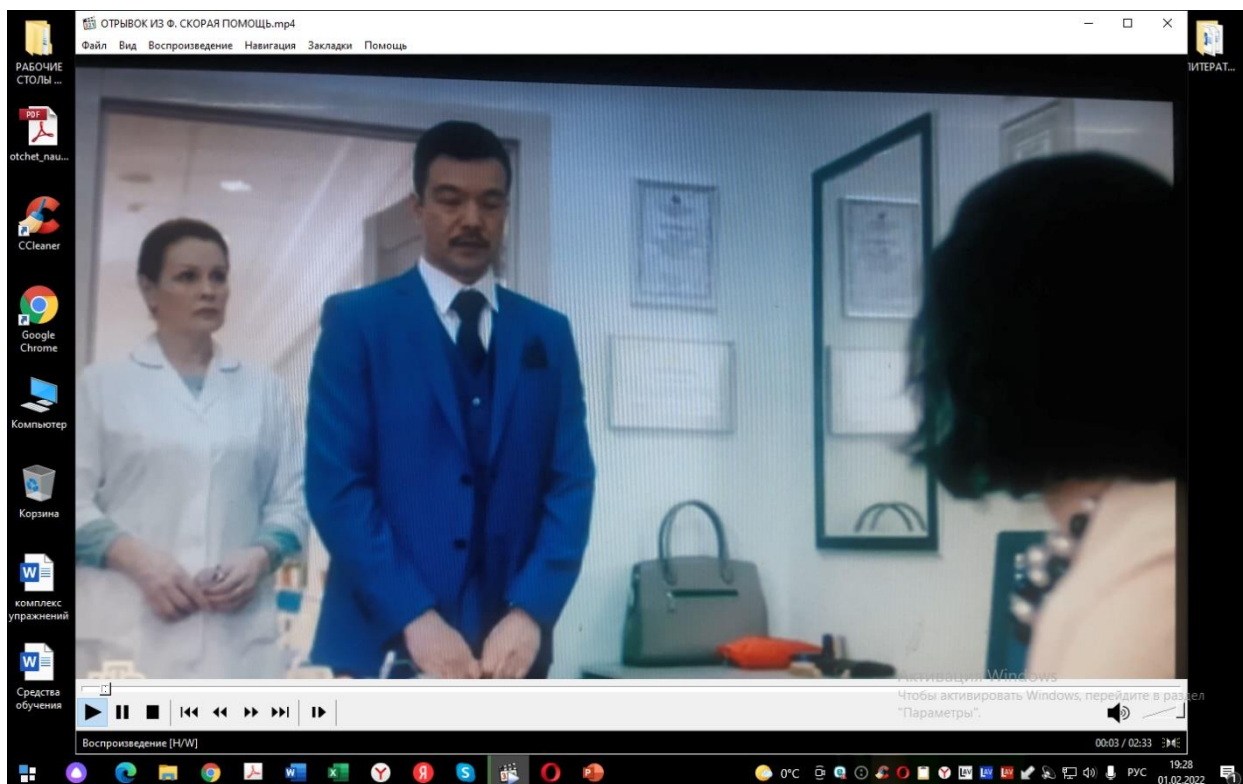 ОТРЫВОК ИЗ Ф. СКОРАЯ ПОМОЩЬ.mp4
Файл Вид Воспроизведение Навигация Закладки Помощь
РАБОЧИЕ
СТОЛЫ ...
ЛИТЕРАТ...
PDF
otchet_nau...
CCleaner
Google
Chrome
Компьютер
Корзина
комплекс
упражнений
Средства
обучения
Активация Windows
Чтобы активировать Windows, перейдите в раздел
"Параметры".
Воспроизведение [H/W]
00:03 / 02:33
0°C
РУС
19:28
01.02.2022